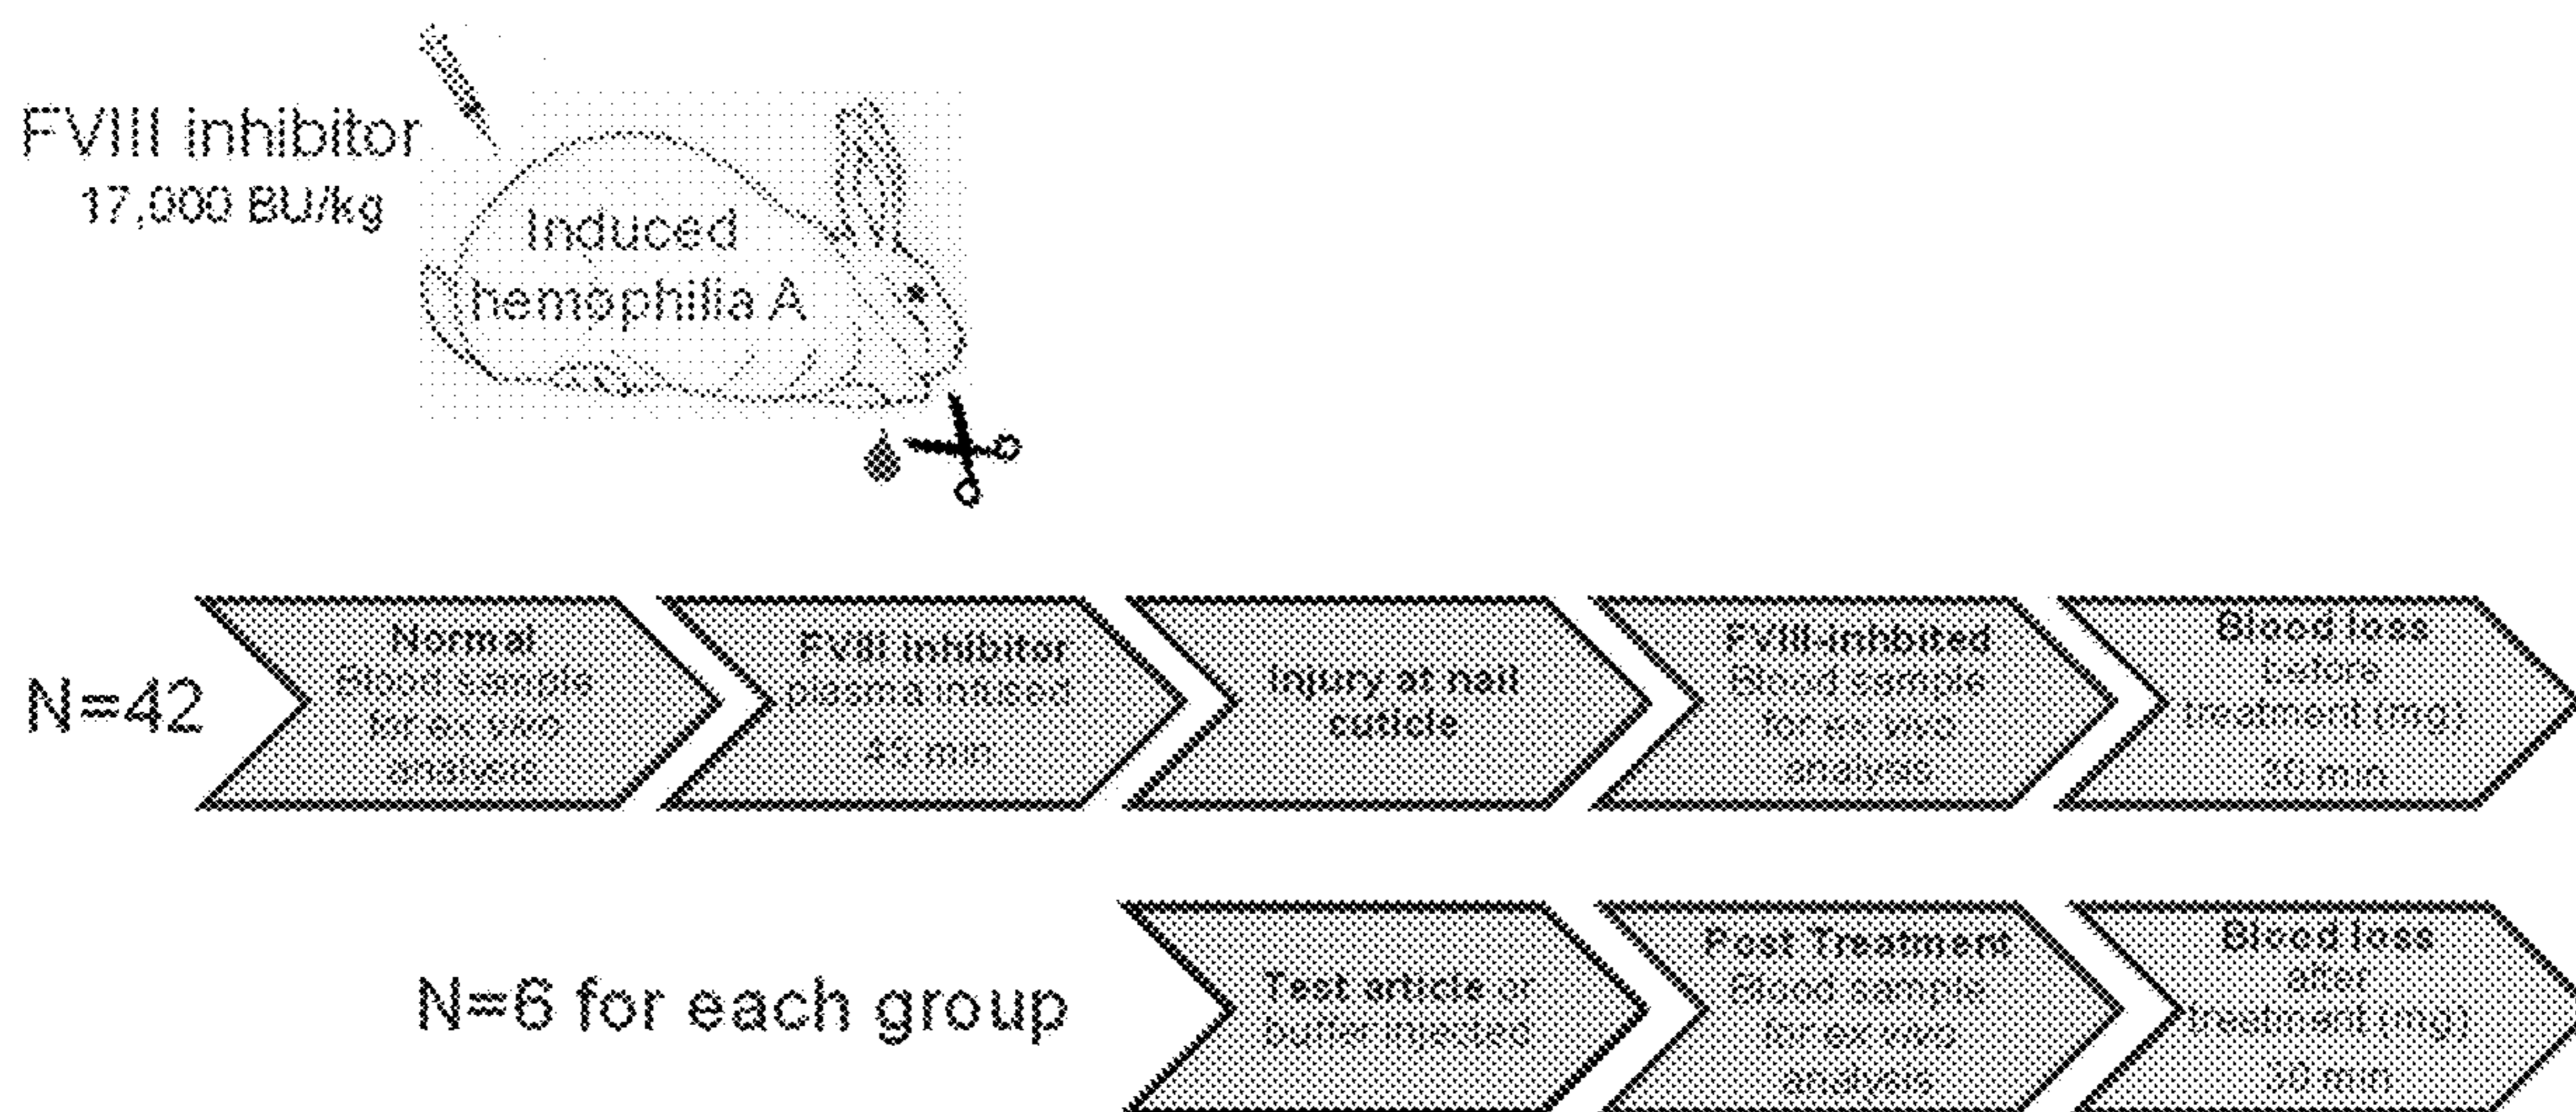 FVIII inhibitor
17,000 BU/kg
Induced
hemophilia A
N=42
Normal
Blood sample
for ex vivo
analysis
FVIII inhibitor
plasma infused
45 min
Injury at nail
cuticle
FVIII-inhbited
Blood sample
for ex vivo
analysis
Blood loss
before
treatment (mg)
30 min
N=6 for each group
Test article or
buffer injected
Post Treatment
Blood sample
for ex vivo
analysis
Blood loss
after
treatment (mg)
min